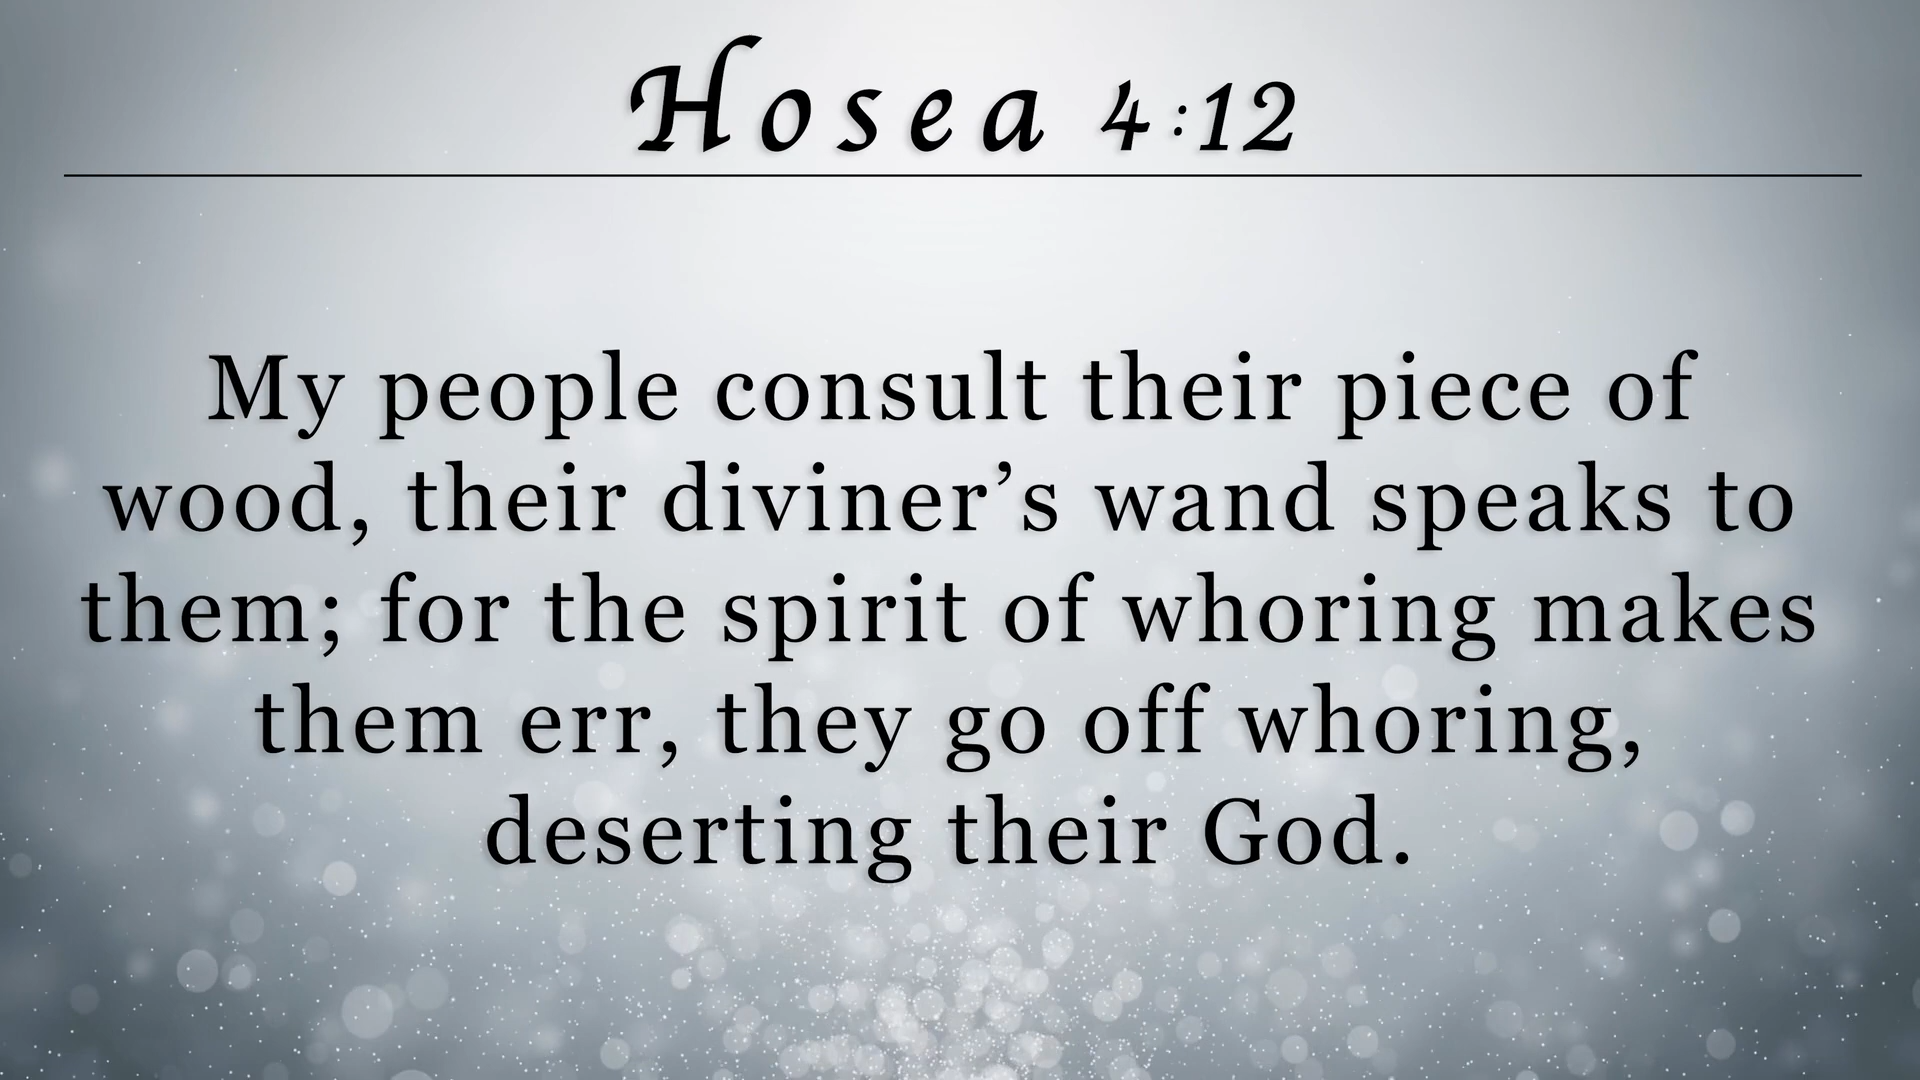 Hosea 4:12
My people consult their piece of
wood, their diviner’s wand speaks to
them; for the spirit of whoring makes
them err, they go off whoring,
deserting their God.